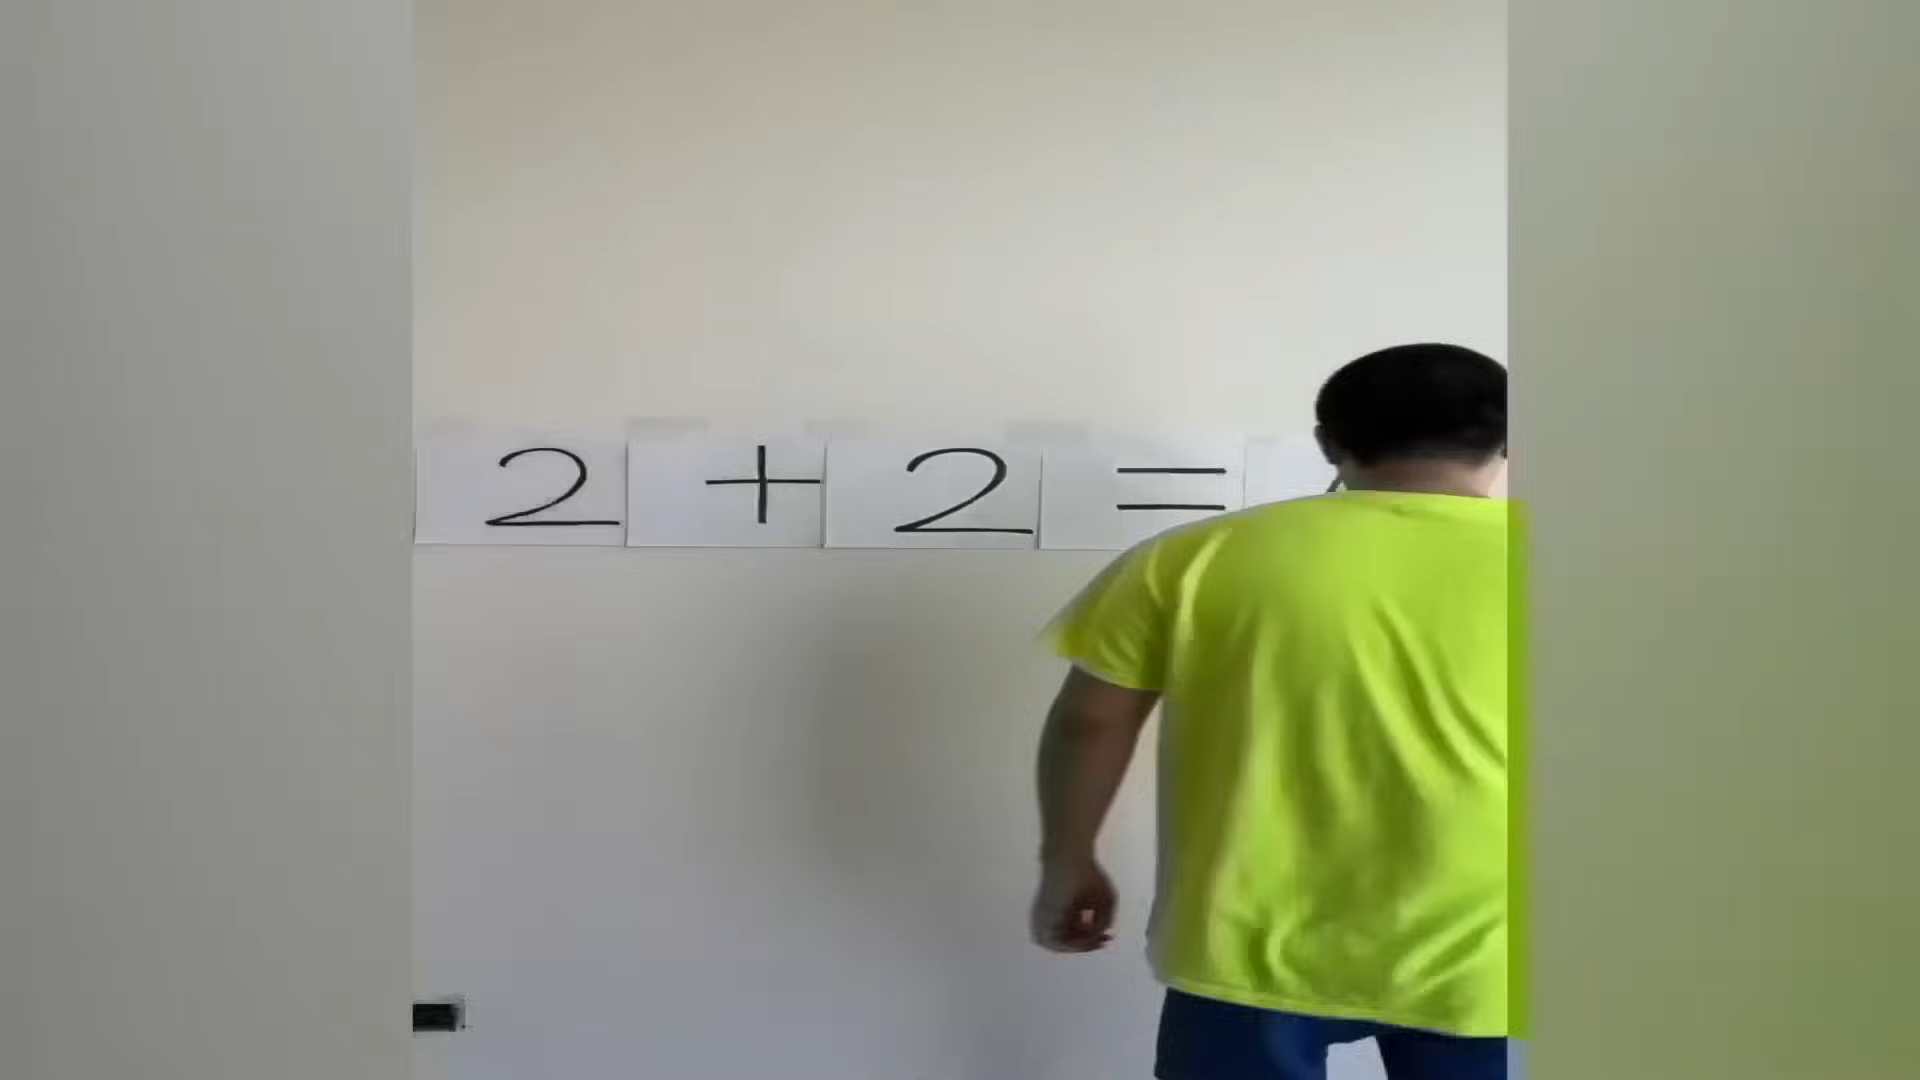 2 + 2 =